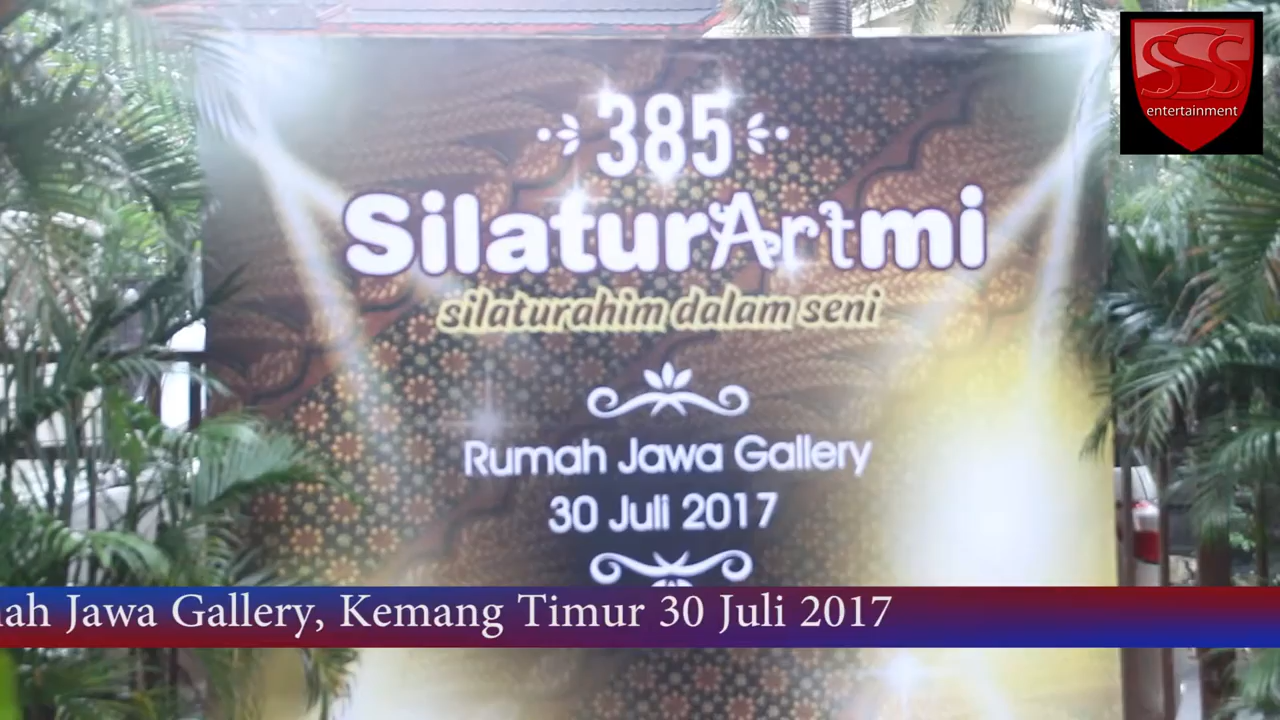 SSS
entertainment
385
SilaturArtmi
silaturahim dalam seni
Rumah Jawa Gallery
30 Juli 2017
Jawa Gallery, Kemang Timur 30 Juli 2017